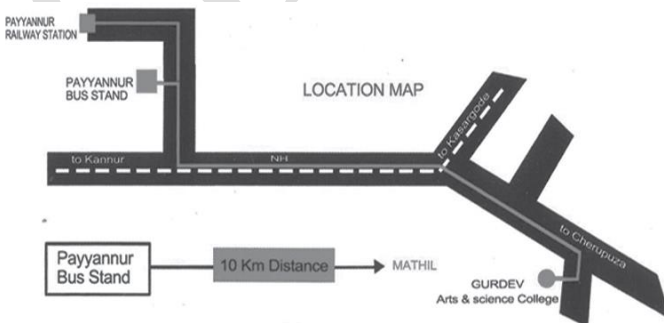 PAYYANNUR
RAILWAY STATION
PAYYANNUR
BUS STAND
LOCATION MAP
to Kasargode
to Kannur
NH
to Cherupuza
Payyannur
Bus Stand
10 Km Distance
MATHIL
GURDEV
Arts & science College